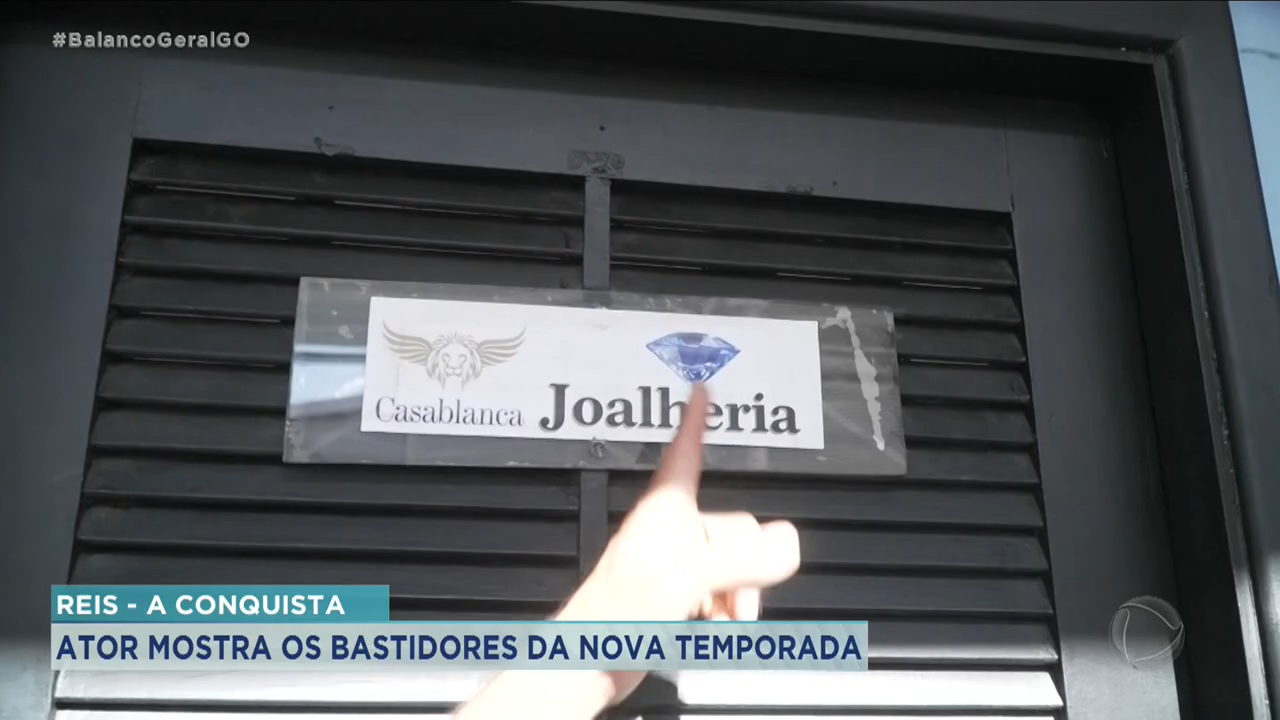 #BalancoGeralGO
Casablanca Joalheria
REIS - A CONQUISTA
ATOR MOSTRA OS BASTIDORES DA NOVA TEMPORADA